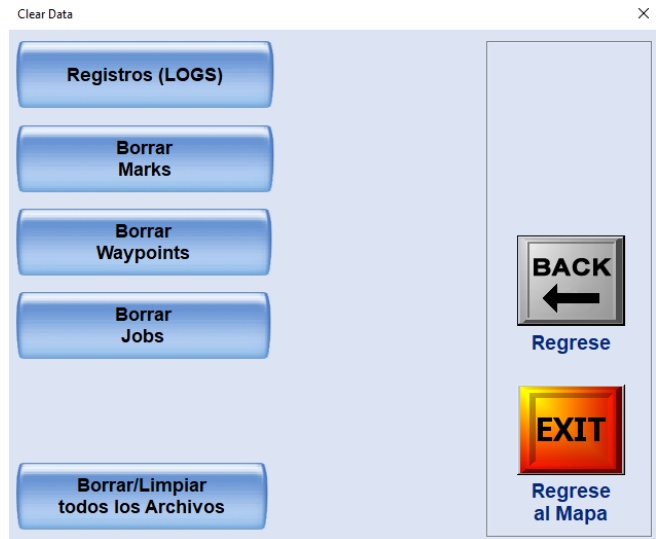 Clear Data
Registros (LOGS)
Borrar
Marks
Borrar
Waypoints
Borrar
Jobs
Borrar/Limpiar
todos los Archivos
BACK
Regrese
EXIT
Regrese
al Mapa